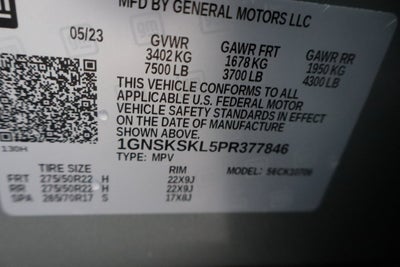 GM
MFD BY GENERAL MOTORS LLC
05/23 GVWR GAWR FRT GAWR RR
3402 KG 1678 KG 1950 KG
7500 LB 3700 LB 4300 LB
THIS VEHICLE CONFORMS TO ALL
APPLICABLE U.S. FEDERAL MOTOR
VEHICLE SAFETY STANDARDS IN EFFECT
ON THE DATE OF MANUFACTURE
SHOWN ABOVE.
1GNSKSKL5PR377846
130H
TYPE: MPV
MODEL:
TIRE SIZE RIM
FRT 275/50R22 H 22X9J
RR 275/50R22 H 22X9J
SPA 265/70R17 S 17X8J